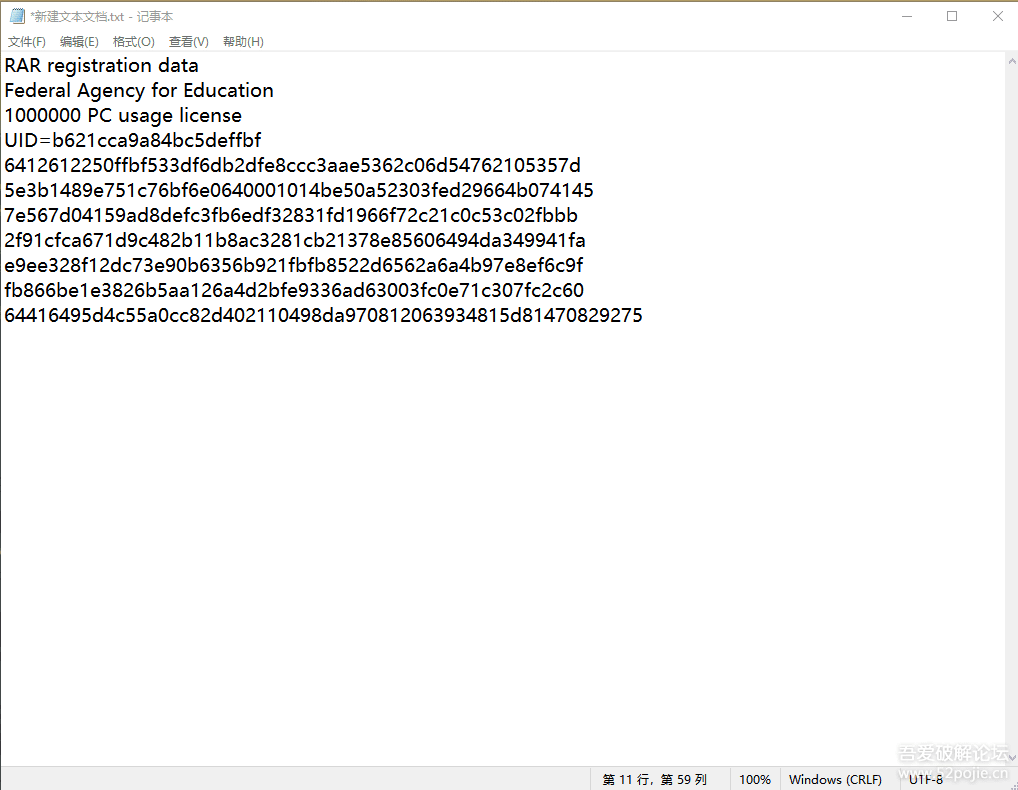 *新建文本文档.txt - 记事本
文件(F) 编辑(E) 格式(O) 查看(V) 帮助(H)
RAR registration data
Federal Agency for Education
1000000 PC usage license
UID=b621cca9a84bc5deffbf
6412612250ffbf533df6db2dfe8ccc3aae5362c06d54762105357d
5e3b1489e751c76bf6e0640001014be50a52303fed29664b074145
7e567d04159ad8defc3fb6edf32831fd1966f72c21c0c53c02fbbb
2f91cfca671d9c482b11b8ac3281cb21378e85606494da349941fa
e9ee328f12dc73e90b6356b921fbfb8522d6562a6a4b97e8ef6c9f
fb866be1e3826b5aa126a4d2bfe9336ad63003fc0e71c307fc2c60
64416495d4c55a0cc82d402110498da970812063934815d81470829275
吾爱破解论坛
www.52pojie.cn
第 11 行，第 59 列 100% Windows (CRLF) UTF-8